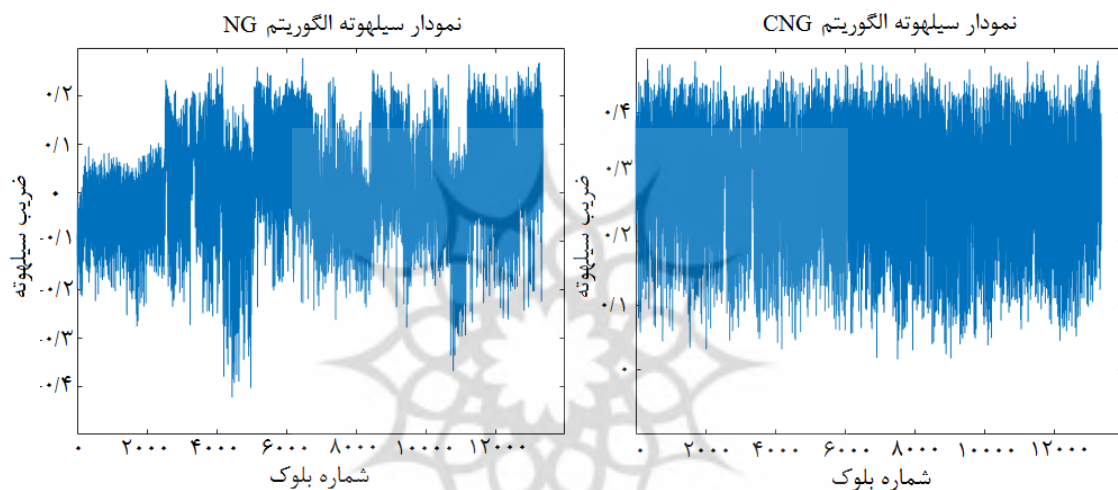 نمودار سیلهوته الگوریتم NG
۰/۲
۰/۱
۰
-۰/۱
-۰/۲
-۰/۳
-۰/۴
ضریب سیلهوته
۰ ۲۰۰۰ ۴۰۰۰ ۶۰۰۰ ۸۰۰۰ ۱۰۰۰۰ ۱۲۰۰۰
شماره بلوک
نمودار سیلهوته الگوریتم CNG
۰/۴
۰/۳
۰/۲
۰/۱
۰
ضریب سیلهوته
۰ ۲۰۰۰ ۴۰۰۰ ۶۰۰۰ ۸۰۰۰ ۱۰۰۰۰ ۱۲۰۰۰
شماره بلوک